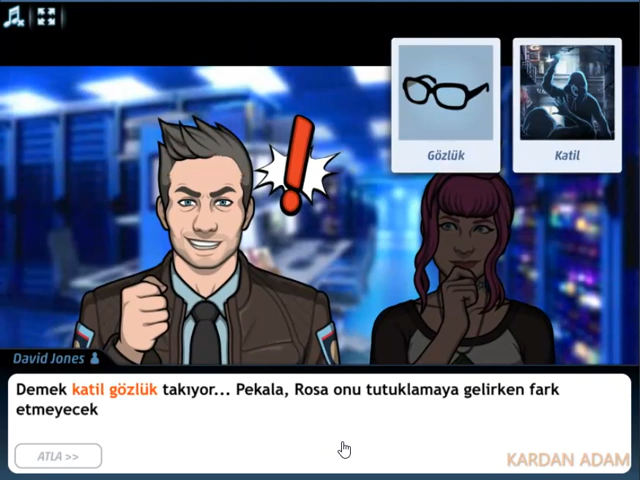 Gözlük
Katil
David Jones
Demek katil gözlük takıyor... Pekala, Rosa onu tutuklamaya gelirken fark
etmeyecek
ATLA >>
KARDAN ADAM